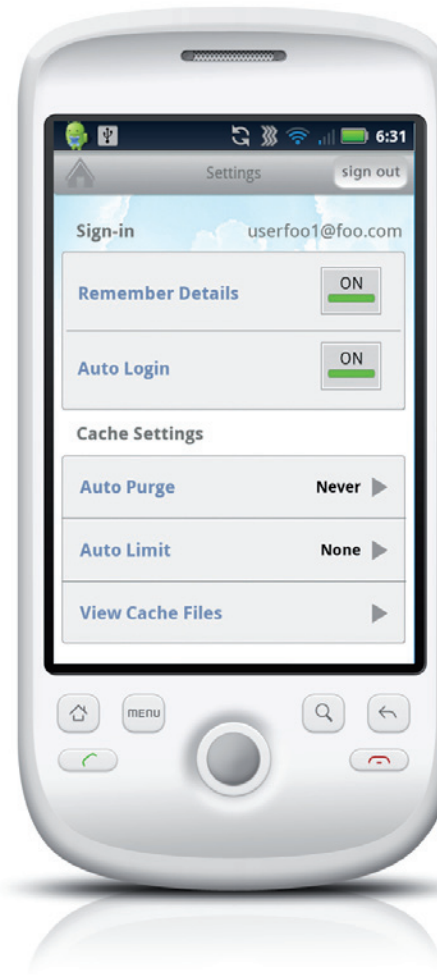 6:31
Settings sign out
Sign-in userfoo1@foo.com
Remember Details ON
Auto Login ON
Cache Settings
Auto Purge Never
Auto Limit None
View Cache Files
MENU